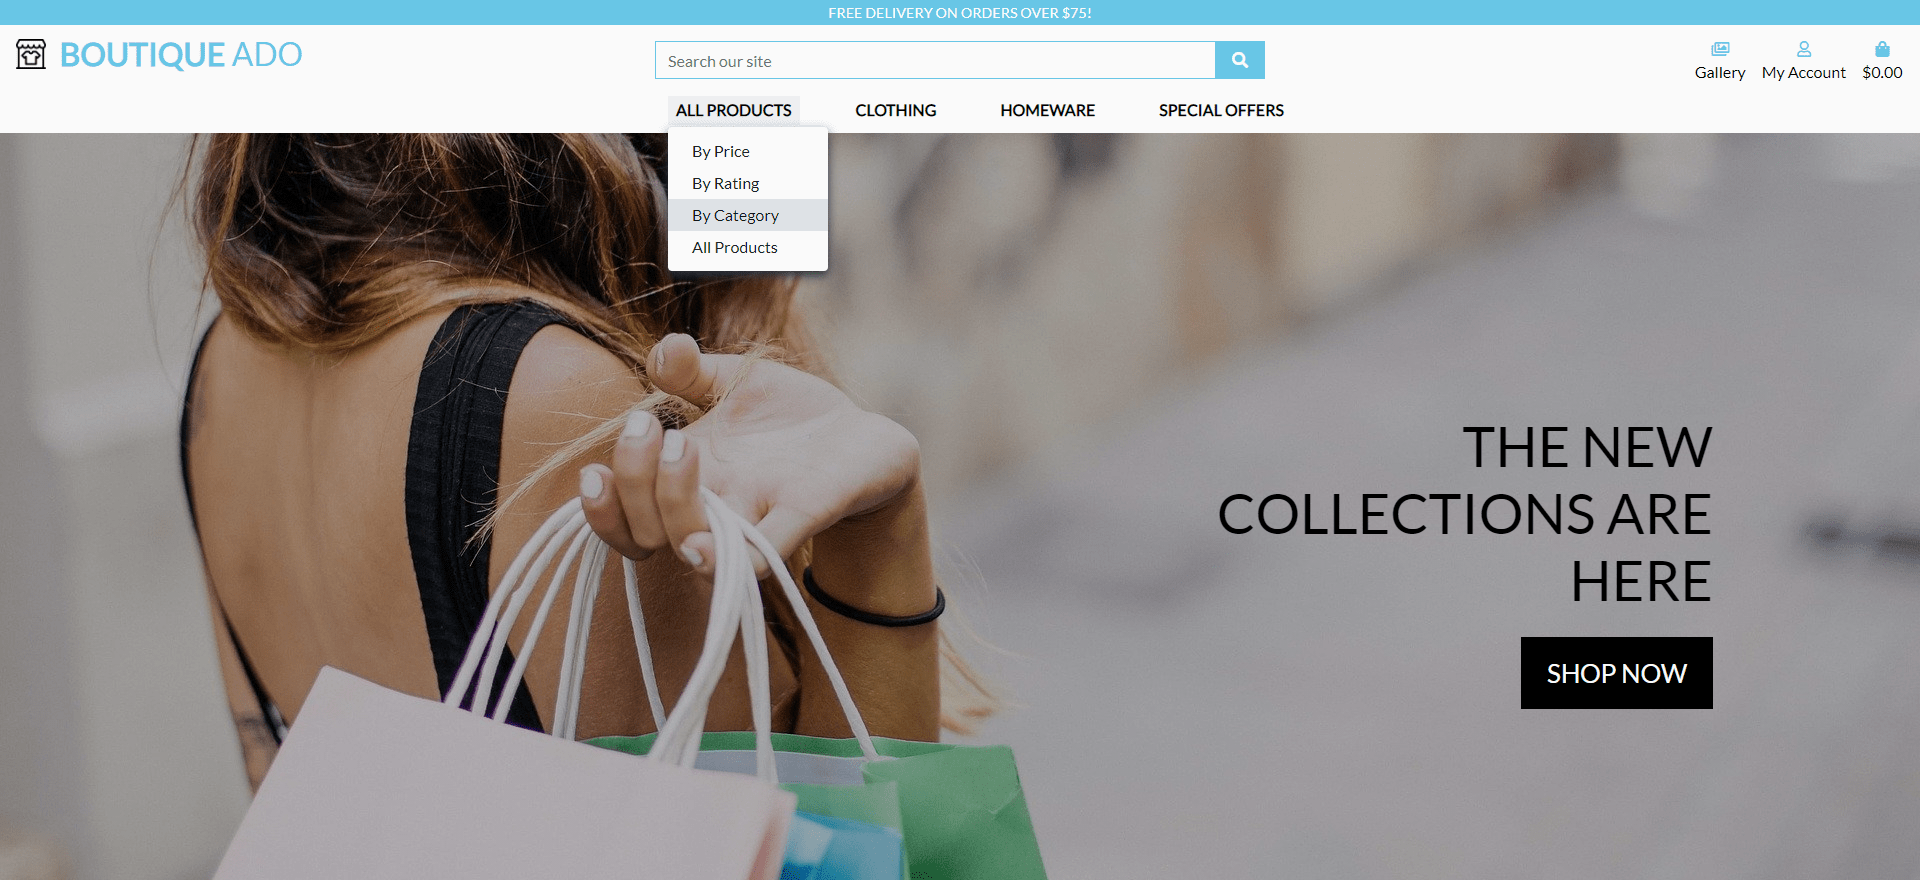 FREE DELIVERY ON ORDERS OVER $75!
BOUTIQUE ADO
Search our site
Gallery
My Account
$0.00
ALL PRODUCTS
CLOTHING
HOMEWARE
SPECIAL OFFERS
By Price
By Rating
By Category
All Products
THE NEW
COLLECTIONS ARE
HERE
SHOP NOW